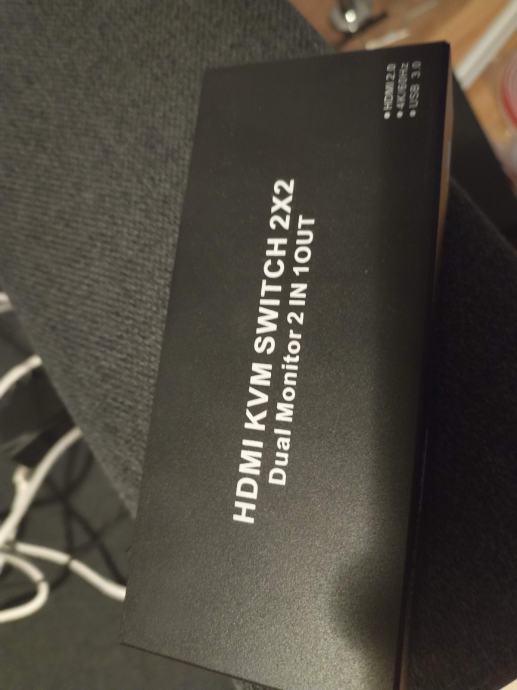 HDMI KVM SWITCH 2X2
Dual Monitor 2 IN 1OUT
● HDMI 2.0
● 4K/60Hz
● USB 3.0